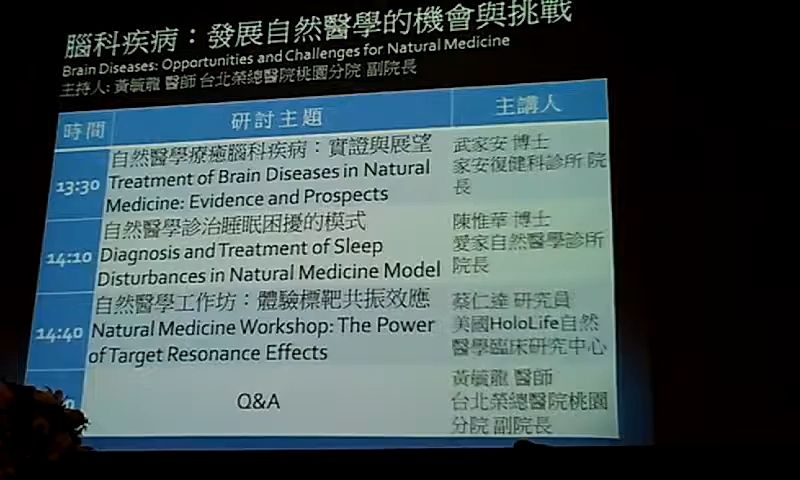 腦科疾病：發展自然醫學的機會與挑戰
Brain Diseases: Opportunities and Challenges for Natural Medicine
主持人: 黃毓龍 醫師 台北榮總醫院桃園分院 副院長
時間 研討主題 主講人
13:30
自然醫學療癒腦科疾病：實證與展望
Treatment of Brain Diseases in Natural
Medicine: Evidence and Prospects
武家安 博士
家安復健科診所 院
長
14:10
自然醫學診治睡眠困擾的模式
Diagnosis and Treatment of Sleep
Disturbances in Natural Medicine Model
陳惟華 博士
愛家自然醫學診所
院長
14:40
自然醫學工作坊：體驗標靶共振效應
Natural Medicine Workshop: The Power
of Target Resonance Effects
蔡仁達 研究員
美國HoloLife自然
醫學臨床研究中心
Q&A
黃毓龍 醫師
台北榮總醫院桃園
分院 副院長